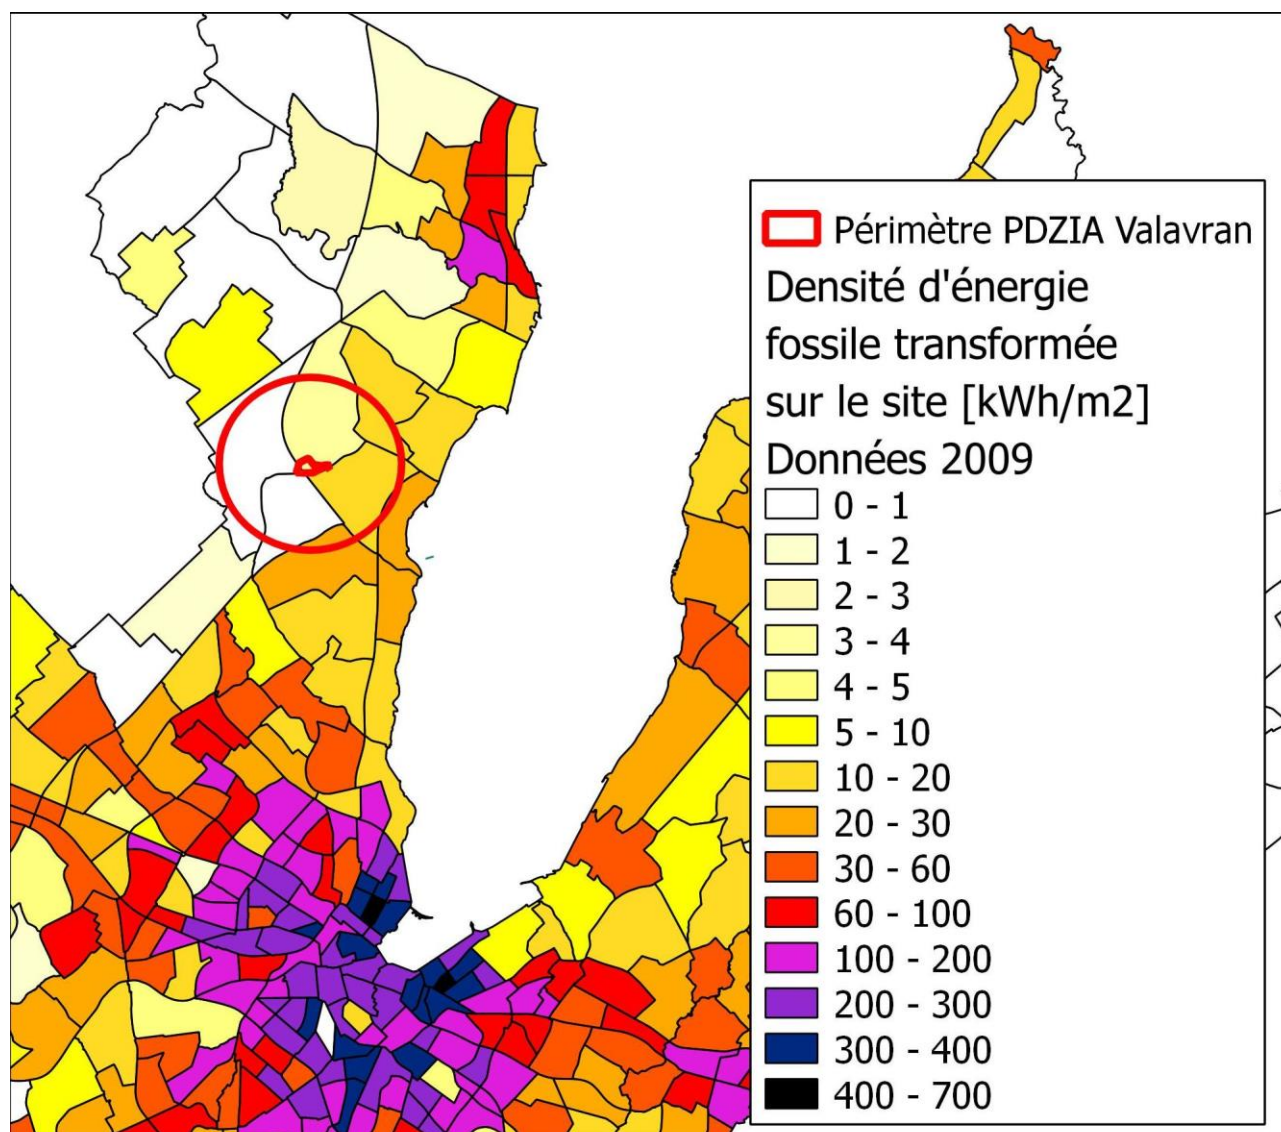 Périmètre PDZIA Valavran
Densité d'énergie
fossile transformée
sur le site [kWh/m2]
Données 2009
0 - 1
1 - 2
2 - 3
3 - 4
4 - 5
5 - 10
10 - 20
20 - 30
30 - 60
60 - 100
100 - 200
200 - 300
300 - 400
400 - 700